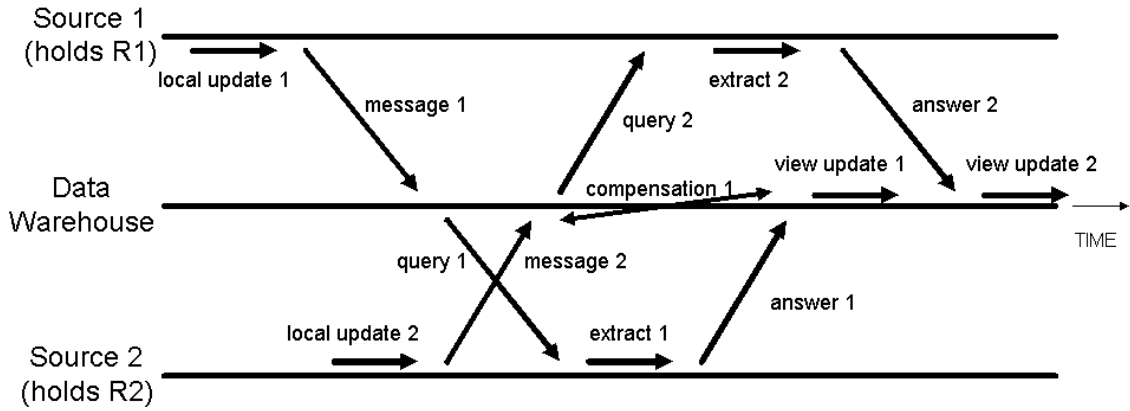 Source 1
(holds R1)
local update 1
extract 2
message 1
answer 2
query 2
view update 1
view update 2
Data
Warehouse
compensation 1
TIME
query 1
message 2
answer 1
local update 2
extract 1
Source 2
(holds R2)